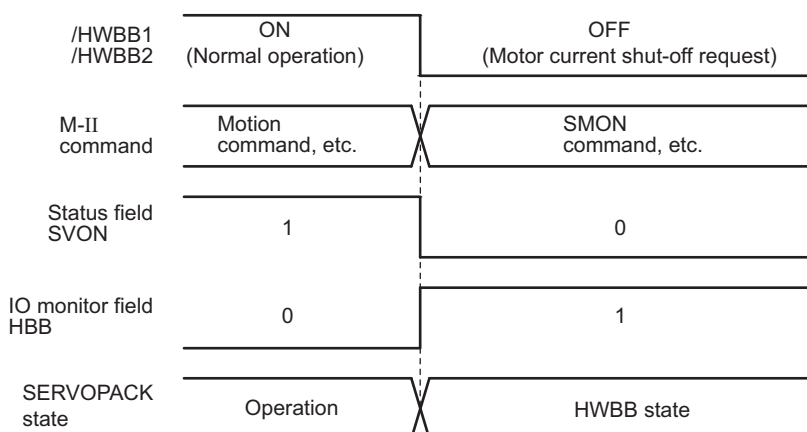 /HWBB1
/HWBB2
ON
(Normal operation)
OFF
(Motor current shut-off request)
M-II
command
Motion
command, etc.
SMON
command, etc.
Status field
SVON
1
0
IO monitor field
HBB
0
1
SERVOPACK
state
Operation
HWBB state